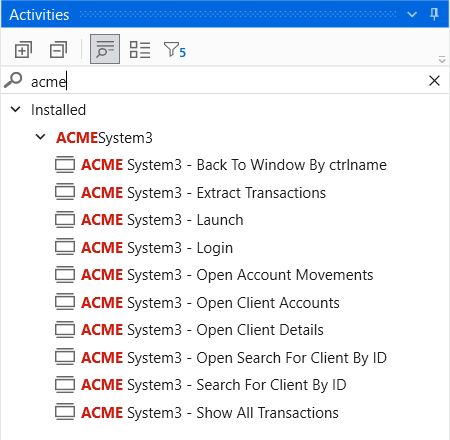 Activities
5
acme
Installed
ACMESystem3
ACME System3 - Back To Window By ctrlname
ACME System3 - Extract Transactions
ACME System3 - Launch
ACME System3 - Login
ACME System3 - Open Account Movements
ACME System3 - Open Client Accounts
ACME System3 - Open Client Details
ACME System3 - Open Search For Client By ID
ACME System3 - Search For Client By ID
ACME System3 - Show All Transactions